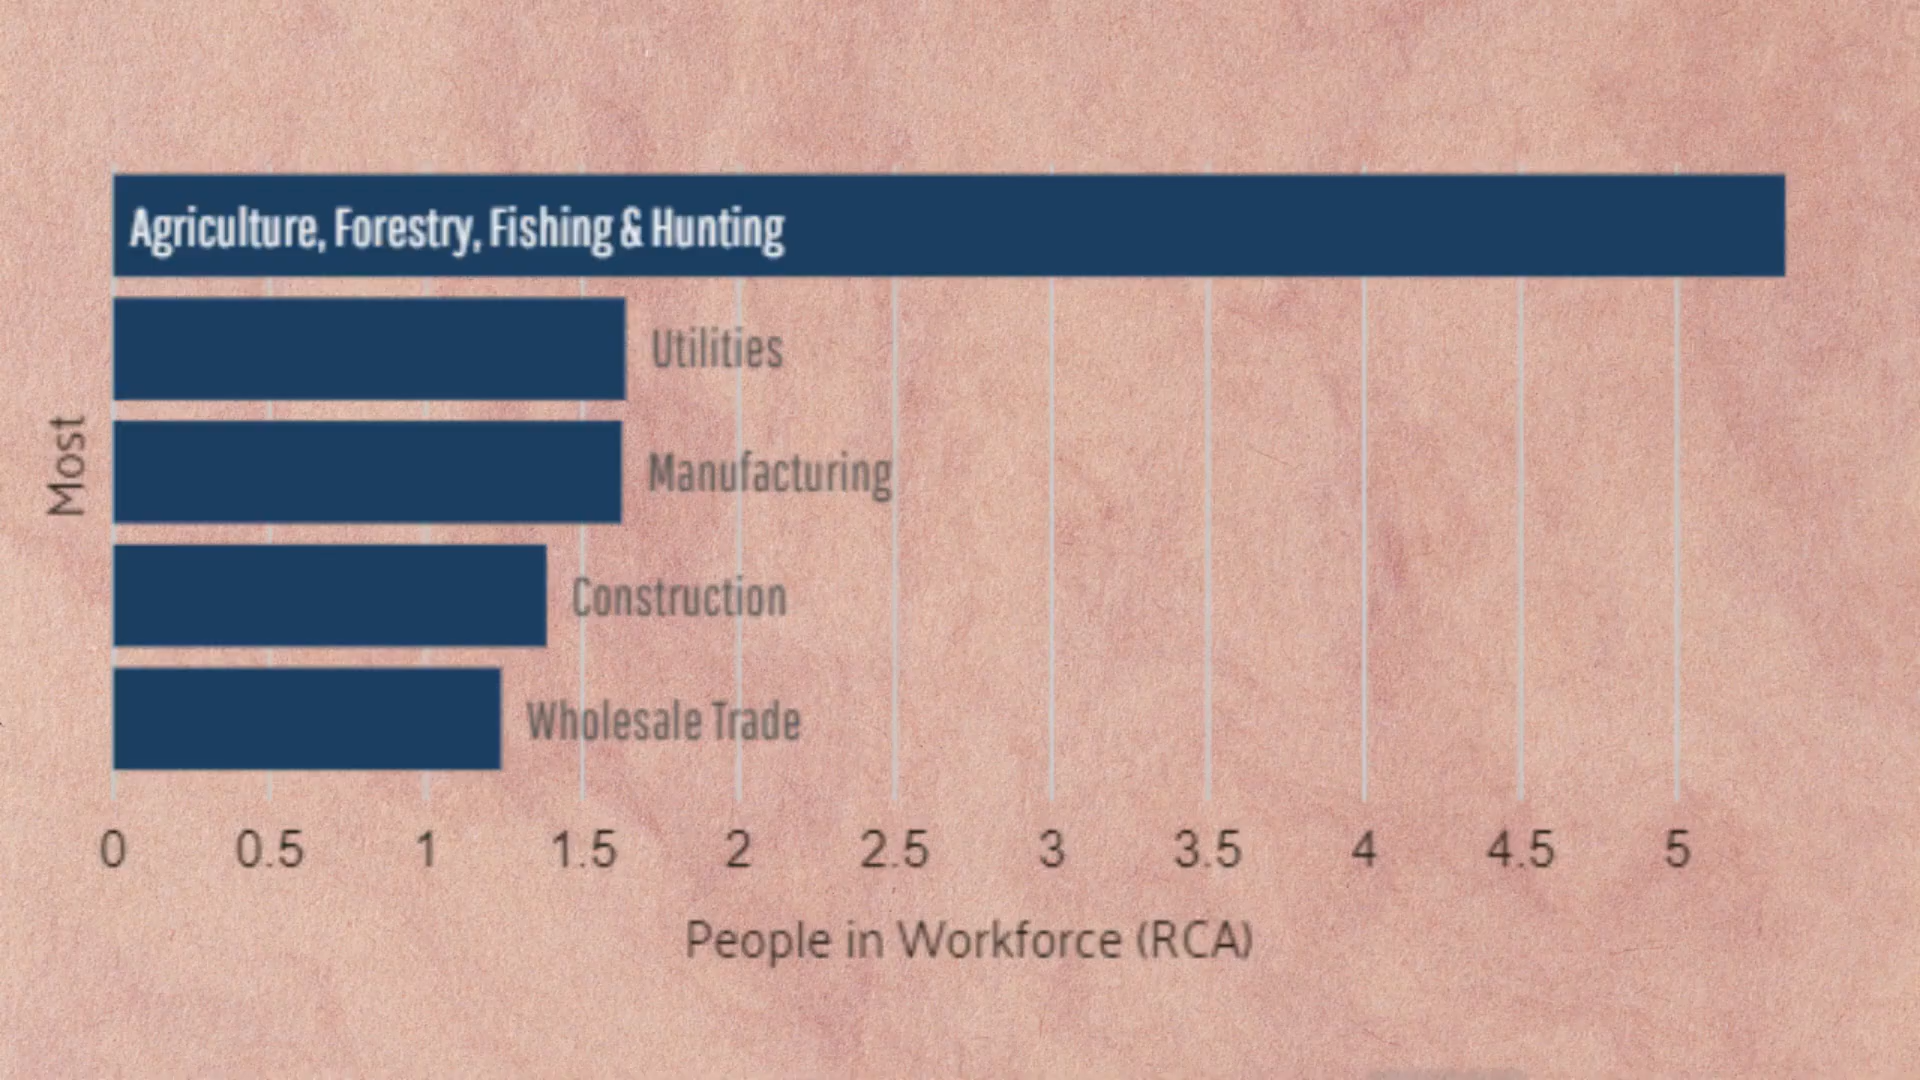 Agriculture, Forestry, Fishing & Hunting
Utilities
Manufacturing
Construction
Wholesale Trade
Most
0 0.5 1 1.5 2 2.5 3 3.5 4 4.5 5
People in Workforce (RCA)